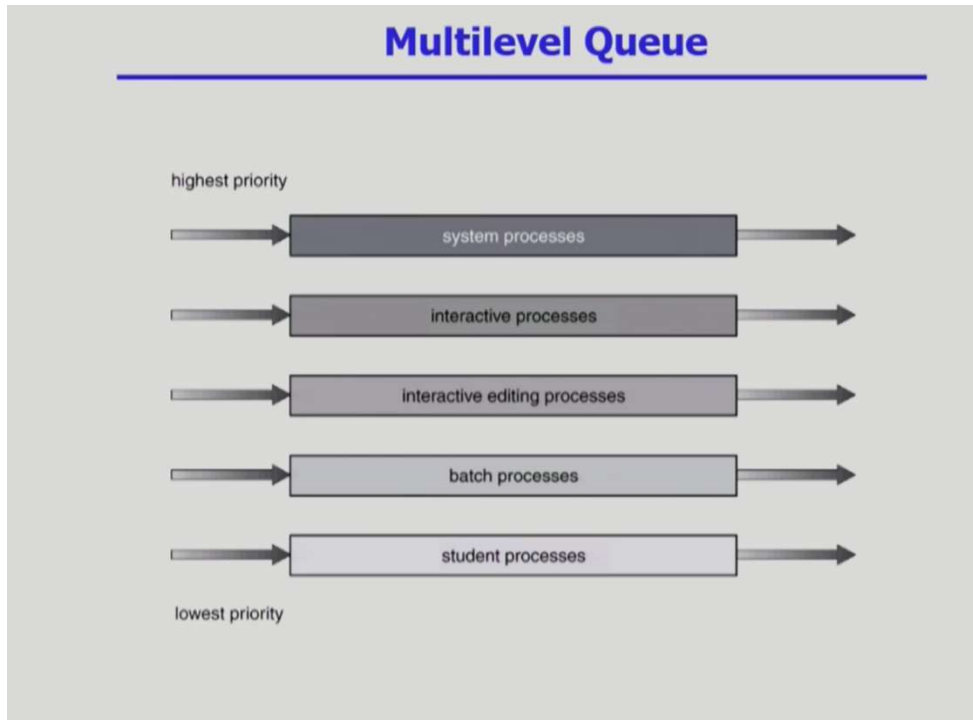 Multilevel Queue
highest priority
system processes
interactive processes
interactive editing processes
batch processes
student processes
lowest priority